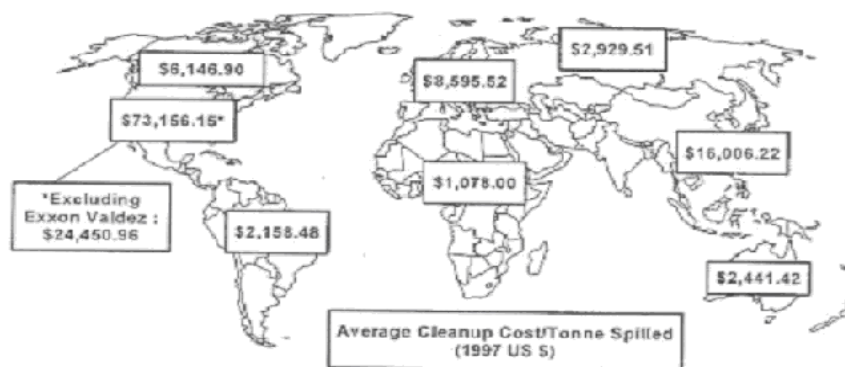 $2,929.51
$6,146.90
$8,595.52
$73,156.15*
$16,006.22
$1,078.00
*Excluding
Exxon Valdez :
$24,450.96
$2,158.48
$2,441.42
Average Cleanup Cost/Tonne Spilled
(1997 US $)